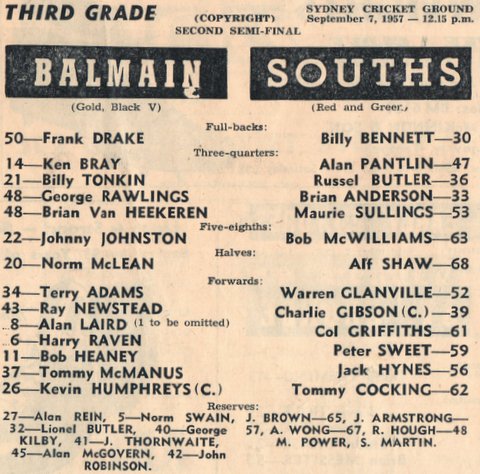 THIRD GRADE (COPYRIGHT) SYDNEY CRICKET GROUND
September 7, 1957 — 12.15 p.m.
SECOND SEMI-FINAL
BALMAIN SOUTHS
(Gold, Black V) (Red and Green)
Full-backs:
50—Frank DRAKE Billy BENNETT—30
Three-quarters:
14—Ken BRAY Alan PANTLIN—47
21—Billy TONKIN Russel BUTLER—36
48—George RAWLINGS Brian ANDERSON—33
48—Brian Van HEEKEREN Maurie SULLINGS—53
Five-eighths:
22—Johnny JOHNSTON Bob McWILLIAMS—63
Halves:
20—Norm McLEAN Alf SHAW—68
Forwards:
34—Terry ADAMS Warren GLANVILLE—52
43—Ray NEWSTEAD Charlie GIBSON(C.)—39
8—Alan LAIRD (1 to be omitted) Col GRIFFITHS—61
6—Harry RAVEN Peter SWEET—59
11—Bob HEANEY Jack HYNES—56
37—Tommy McMANUS Tommy COCKING—62
26—Kevin HUMPHREYS(C.)
Reserves:
27—Alan REIN, 5—Norm SWAIN, J. BROWN—65, J. ARMSTRONG—
32—Lionel BUTLER, 40—George 57, A. WONG—67, R. HOUGH—48
KILBY, 41—J. THORNWAITE, M. POWER, S. MARTIN.
45—Alan McGOVERN, 42—John
ROBINSON.